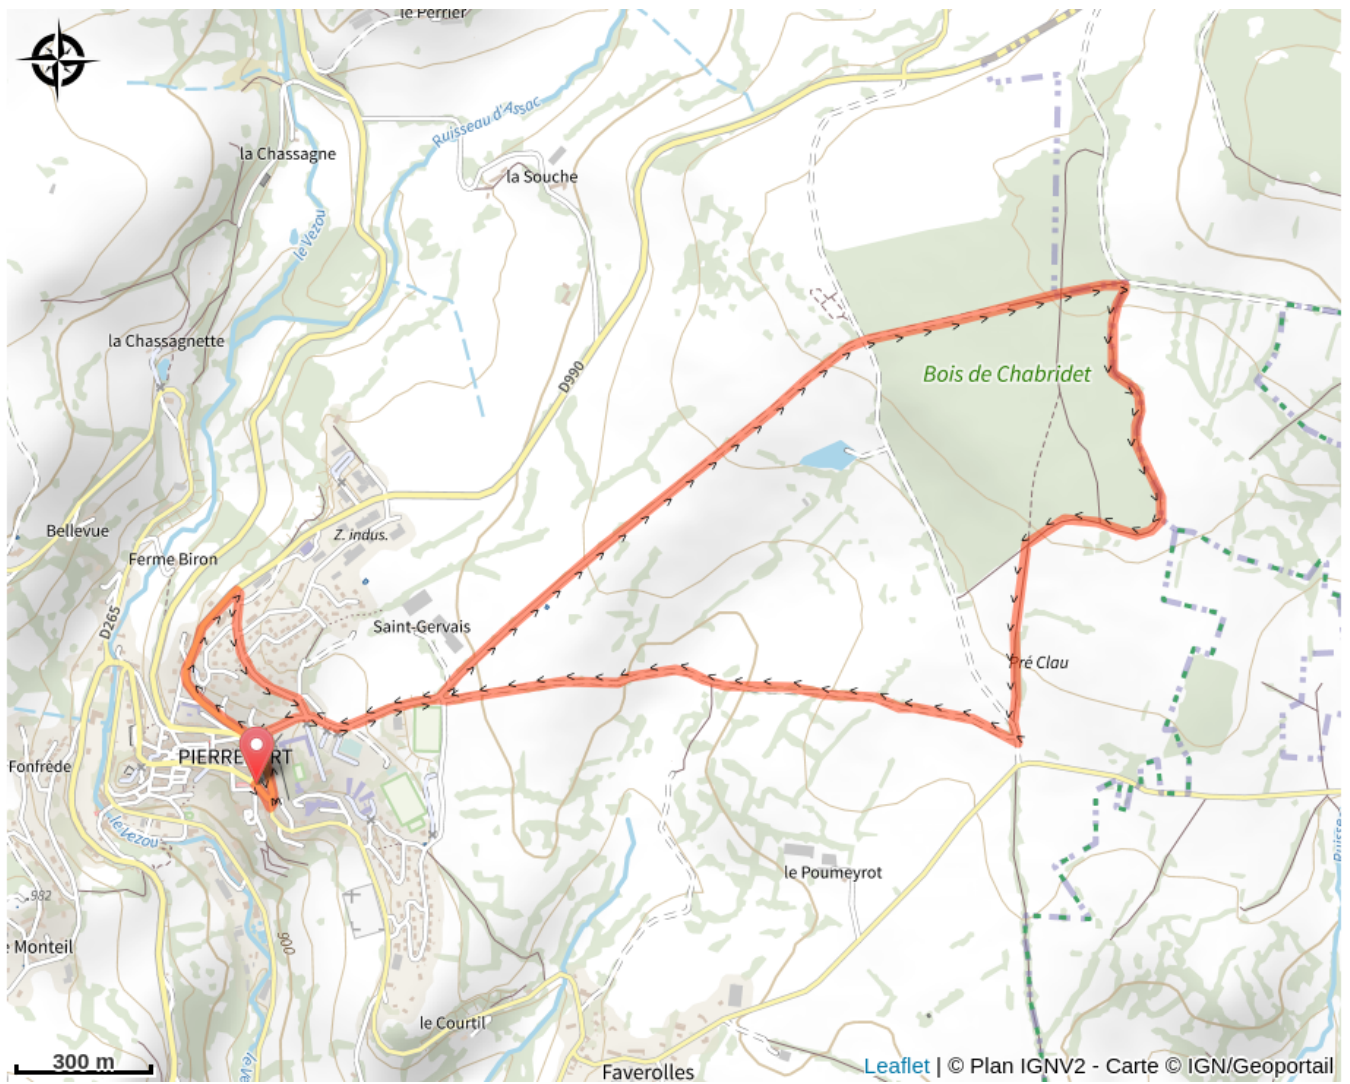 le Perrier
Ruisseau d'Assac
la Chassagne
la Souche
le Vezou
la Chassagnette
D990
Bois de Chabridet
Bellevue
Z. indus.
Ferme Biron
D265
Saint-Gervais
Pré Clau
PIERRE RT
Fonfrède
le Vezou
le Poumeyrot
982
900
Monteil
le Courtil
Faverolles
300 m
Leaflet | © Plan IGNV2 - Carte © IGN/Geoportail